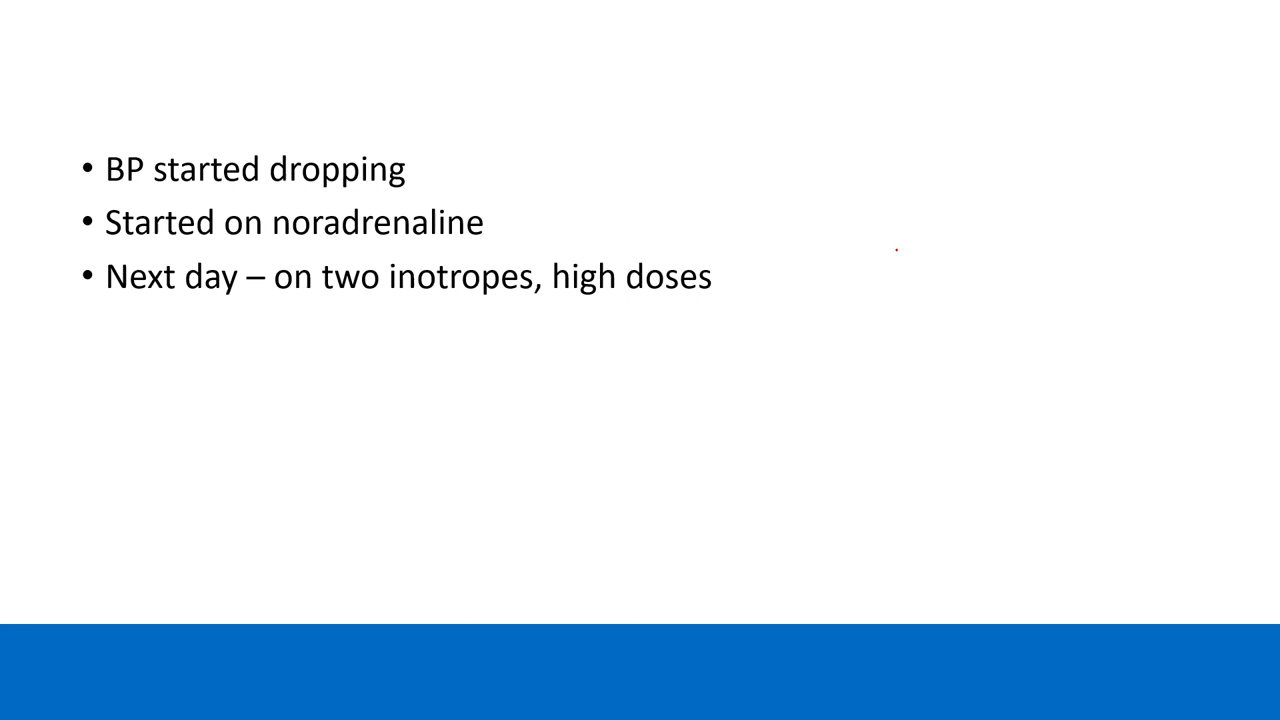 • BP started dropping
• Started on noradrenaline
• Next day – on two inotropes, high doses